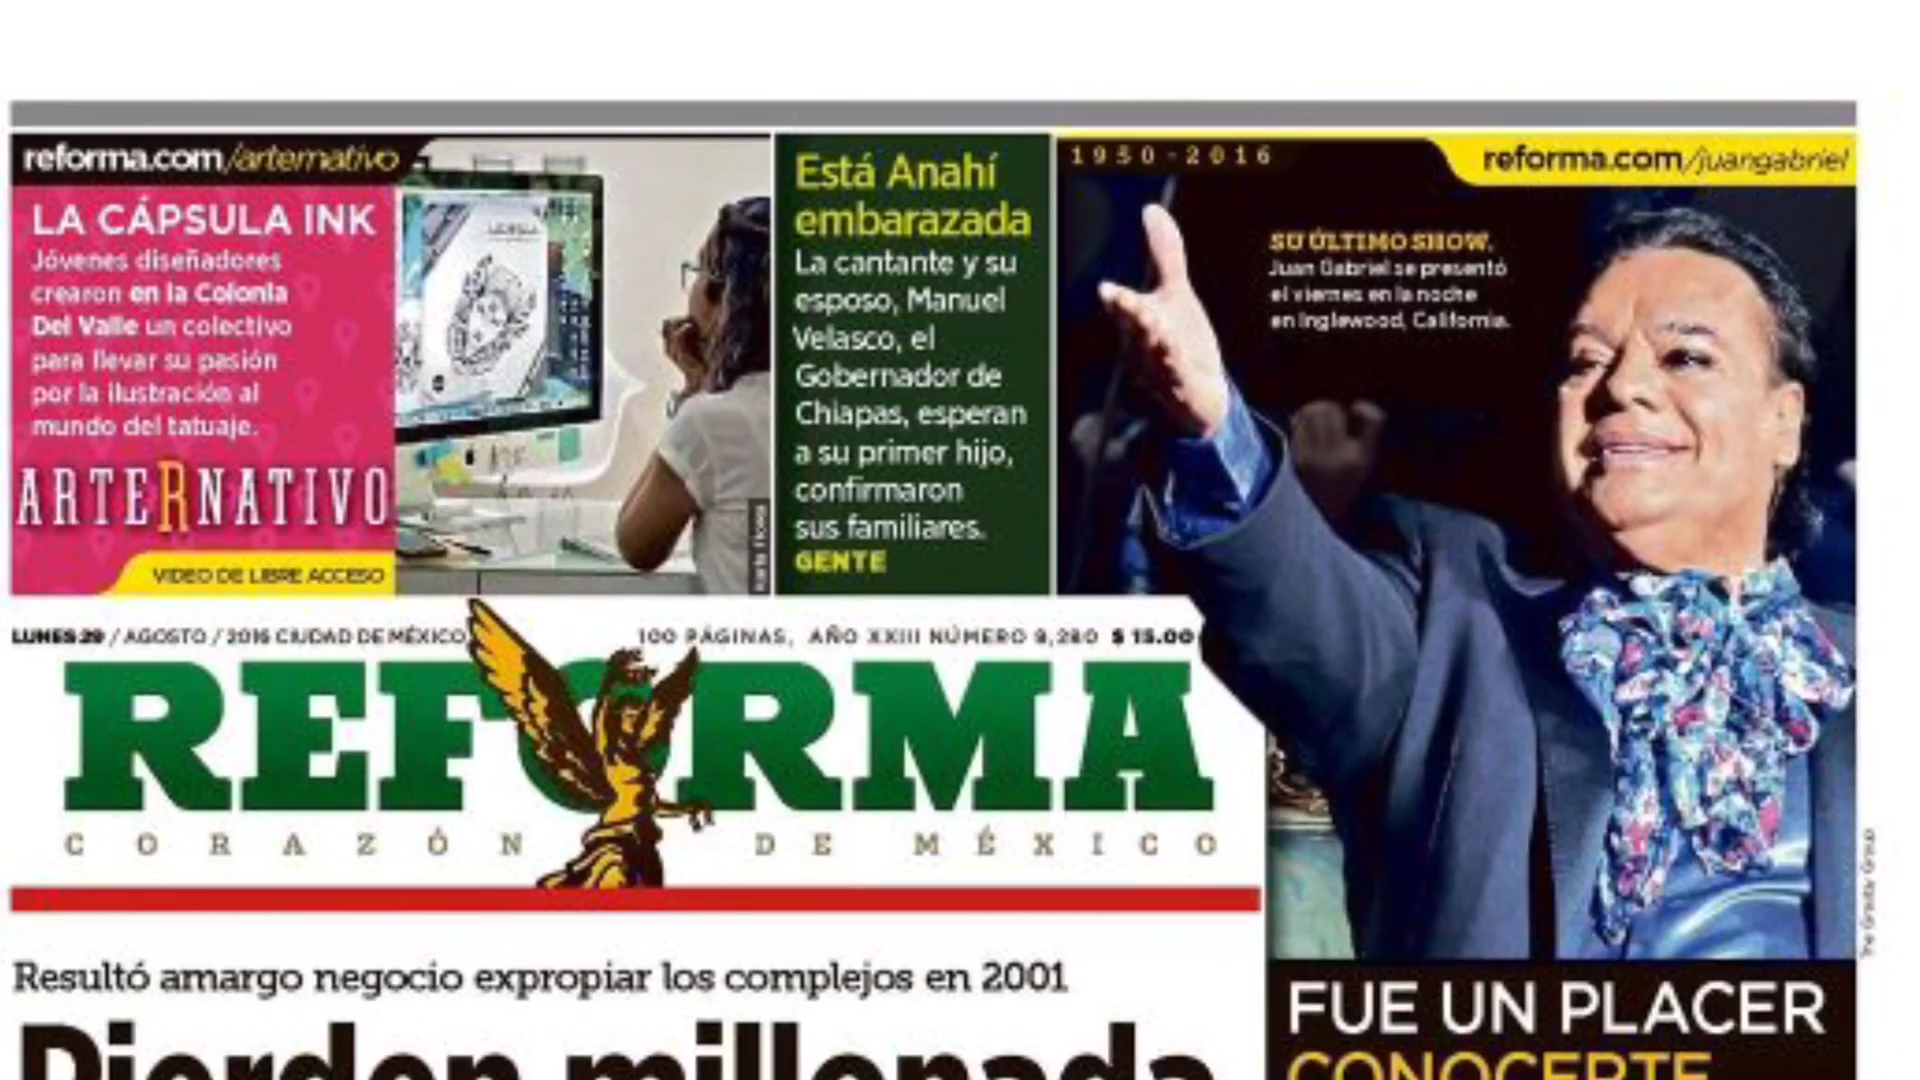 reforma.com/arternativo
LA CÁPSULA INK
Jóvenes diseñadores
crearon en la Colonia
Del Valle un colectivo
para llevar su pasión
por la ilustración al
mundo del tatuaje.
ARTERNATIVO
VIDEO DE LIBRE ACCESO
Está Anahí
embarazada
La cantante y su
esposo, Manuel
Velasco, el
Gobernador de
Chiapas, esperan
a su primer hijo,
confirmaron
sus familiares.
GENTE
1950-2016
reforma.com/juangabriel
SU ÚLTIMO SHOW.
Juan Gabriel se presentó
el viernes en la noche
en Inglewood, California.
LUNES 29 / AGOSTO / 2016 CIUDAD DE MÉXICO
100 PÁGINAS, AÑO XXIII NÚMERO 8,280 $ 15.00
REFORMA
CORAZÓN DE MÉXICO
Resultó amargo negocio expropiar los complejos en 2001
Pierden millonada
FUE UN PLACER
CONOCERTE